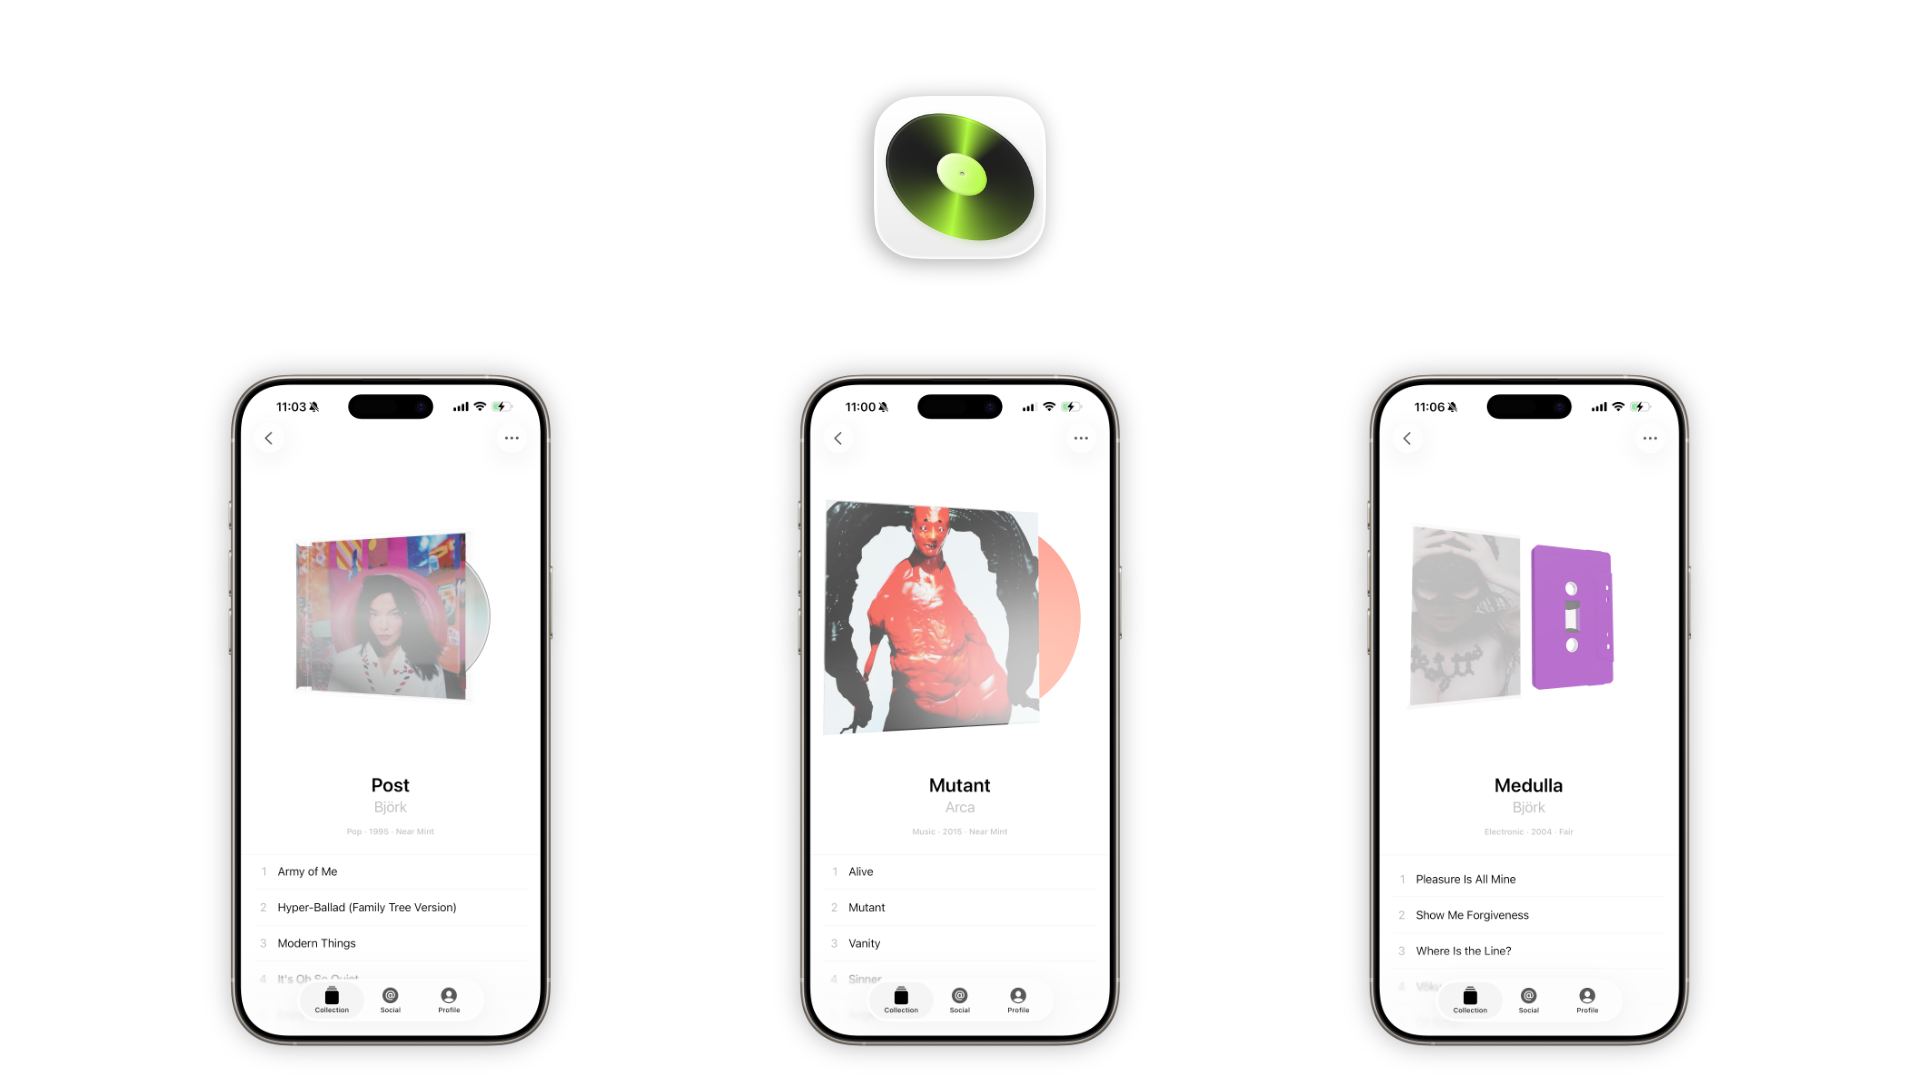 11:03
Post
Björk
Pop · 1995 · Near Mint
1 Army of Me
2 Hyper-Ballad (Family Tree Version)
3 Modern Things
4 It's Oh So Quiet
Collection Social Profile
11:00
Mutant
Arca
Music · 2015 · Near Mint
1 Alive
2 Mutant
3 Vanity
4 Sinner
Collection Social Profile
11:06
Medulla
Björk
Electronic · 2004 · Fair
1 Pleasure Is All Mine
2 Show Me Forgiveness
3 Where Is the Line?
4
Collection Social Profile